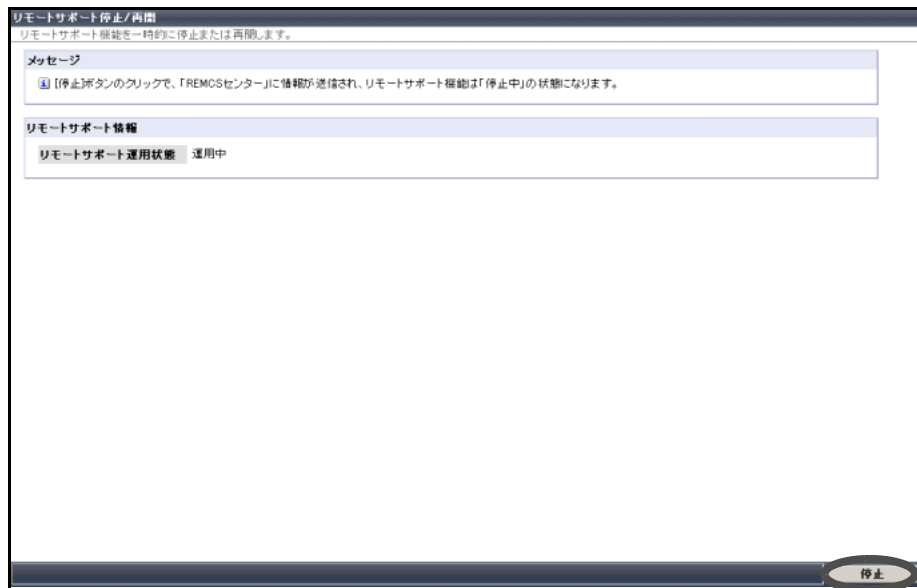 リモートサポート停止/再開
リモートサポート機能を一時的に停止または再開します。
メッセージ
[停止]ボタンのクリックで、「REMCSセンター」に情報が送信され、リモートサポート機能は「停止中」の状態になります。
リモートサポート情報
リモートサポート運用状態 運用中
停止